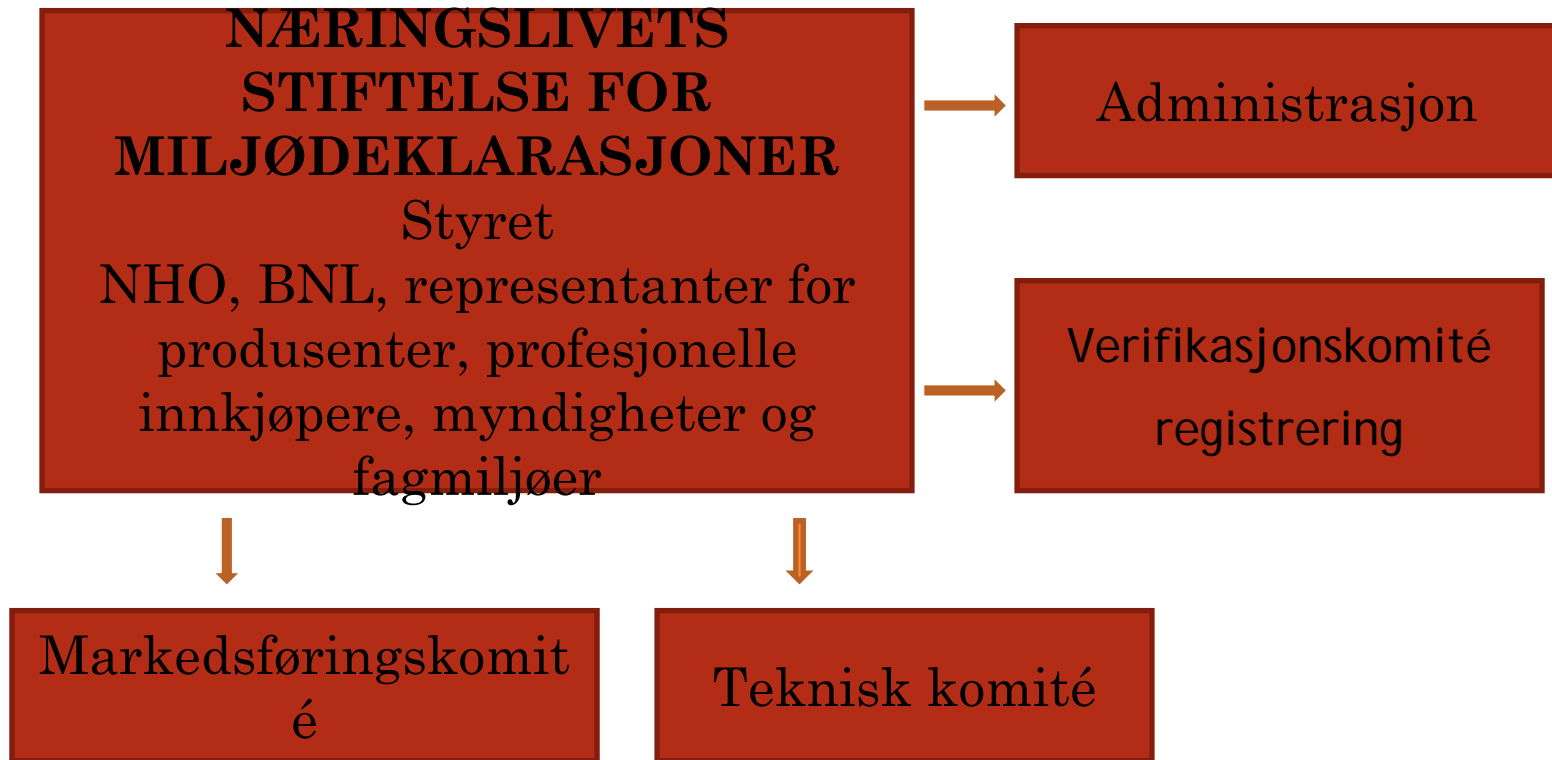 NÆRINGSLIVETS
STIFTELSE FOR
MILJØDEKLARASJONER
Styret
NHO, BNL, representanter for
produsenter, profesjonelle
innkjøpere, myndigheter og
fagmiljøer
Administrasjon
Verifikasjonskomité
registrering
Markedsføringskomit
é
Teknisk komité